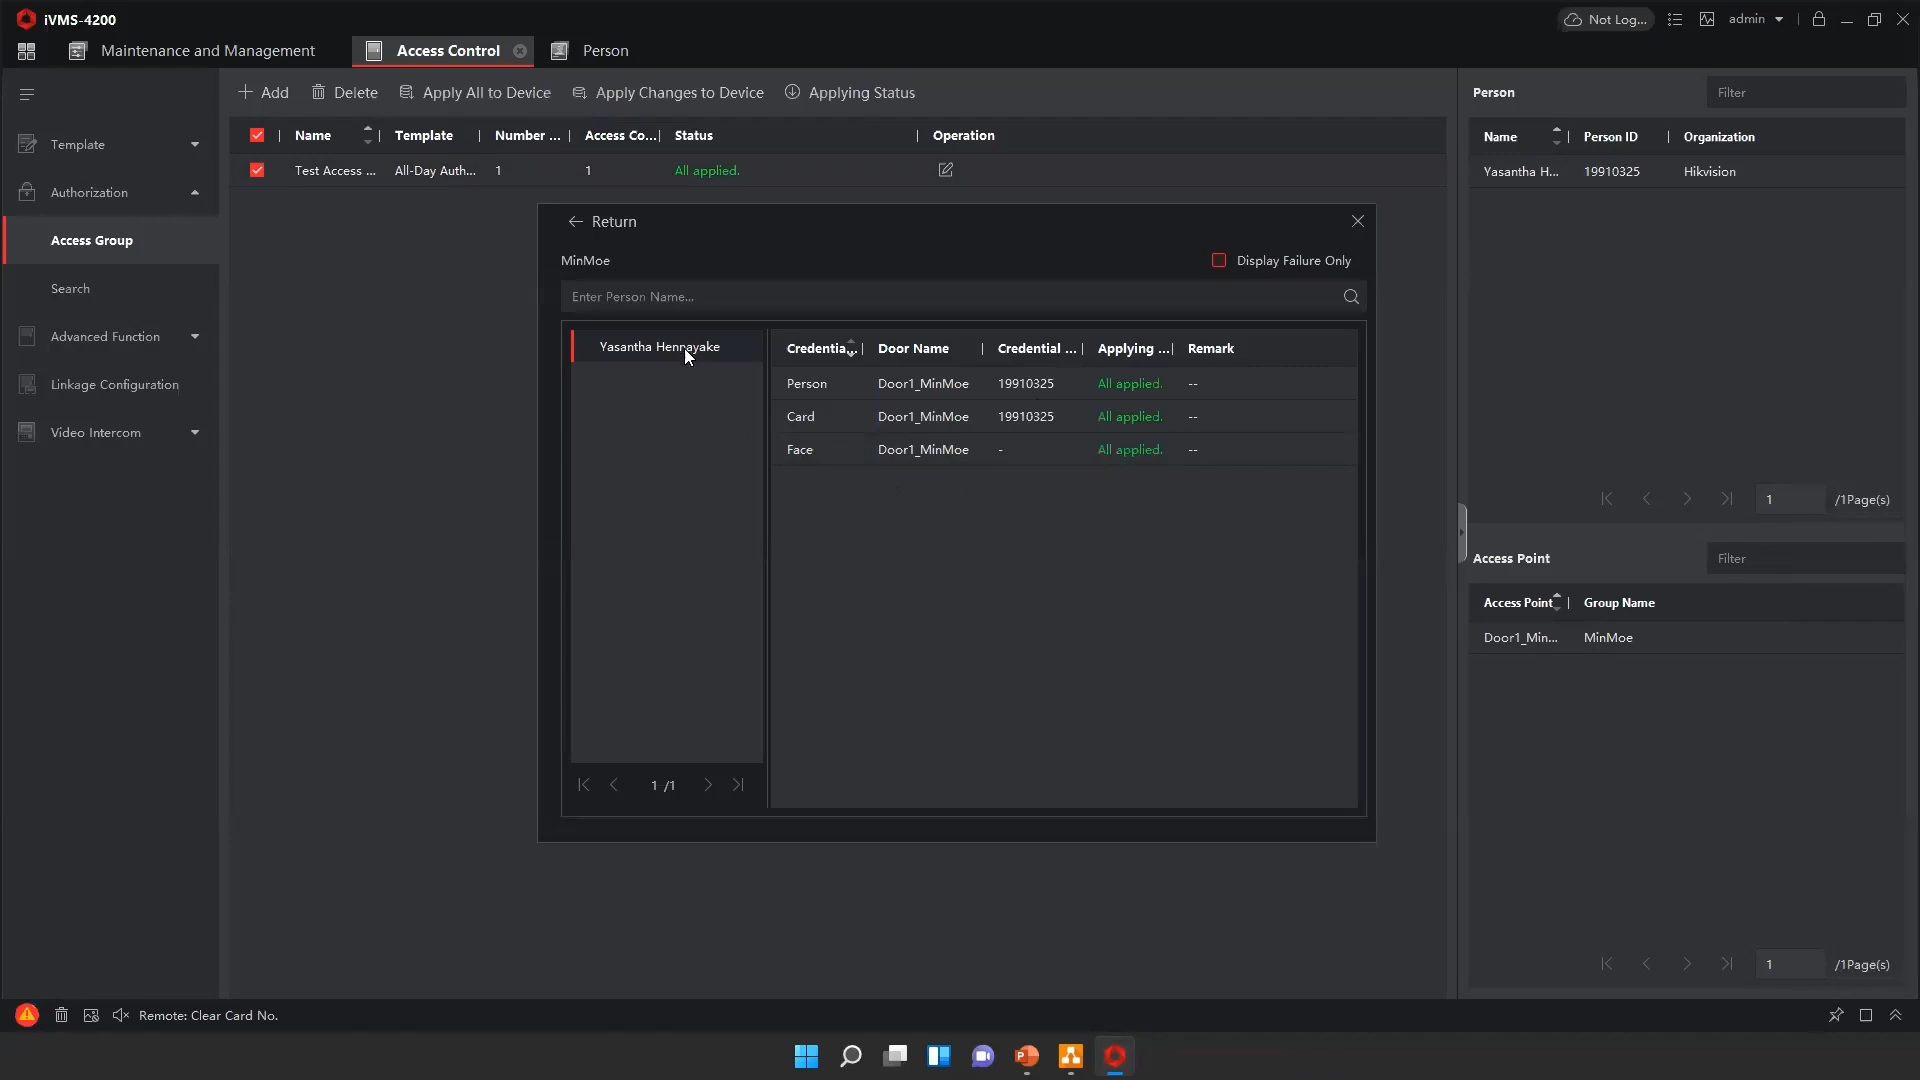 iVMS-4200
Not Log...
admin
Maintenance and Management
Access Control
Person
Add
Delete
Apply All to Device
Apply Changes to Device
Applying Status
Template
Authorization
Access Group
Search
Advanced Function
Linkage Configuration
Video Intercom
Name | Template | Number ... | Access Co...| Status | Operation
Test Access ... All-Day Auth... 1 1 All applied.
Return
MinMoe
Display Failure Only
Enter Person Name...
Yasantha Hennayake
Credentia... | Door Name | Credential ... | Applying ...| Remark
Person Door1_MinMoe 19910325 All applied. --
Card Door1_MinMoe 19910325 All applied. --
Face Door1_MinMoe - All applied. --
1 /1
Person
Filter
Name | Person ID | Organization
Yasantha H... 19910325 Hikvision
1 /1Page(s)
Access Point
Filter
Access Point | Group Name
Door1_Min... MinMoe
1 /1Page(s)
Remote: Clear Card No.